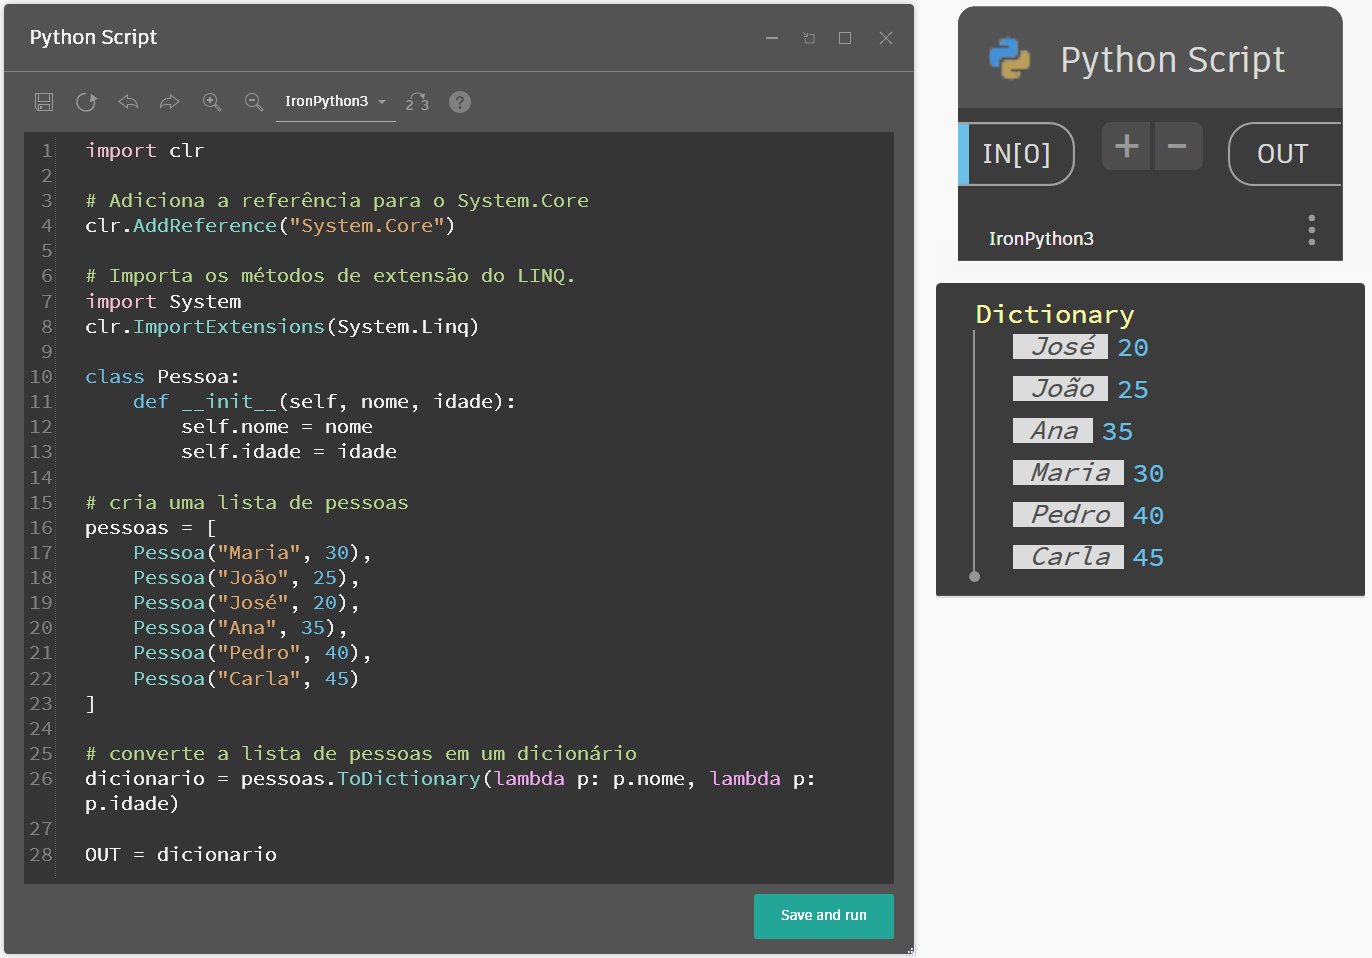 Python Script
IronPython3
2 3
?
1 import clr
2
3 # Adiciona a referência para o System.Core
4 clr.AddReference("System.Core")
5
6 # Importa os métodos de extensão do LINQ.
7 import System
8 clr.ImportExtensions(System.Linq)
9
10 class Pessoa:
11     def __init__(self, nome, idade):
12         self.nome = nome
13         self.idade = idade
14
15 # cria uma lista de pessoas
16 pessoas = [
17     Pessoa("Maria", 30),
18     Pessoa("João", 25),
19     Pessoa("José", 20),
20     Pessoa("Ana", 35),
21     Pessoa("Pedro", 40),
22     Pessoa("Carla", 45)
23 ]
24
25 # converte a lista de pessoas em um dicionário
26 dicionario = pessoas.ToDictionary(lambda p: p.nome, lambda p:
p.idade)
27
28 OUT = dicionario
Save and run
Python Script
IN[0] + − OUT
IronPython3
Dictionary
José 20
João 25
Ana 35
Maria 30
Pedro 40
Carla 45